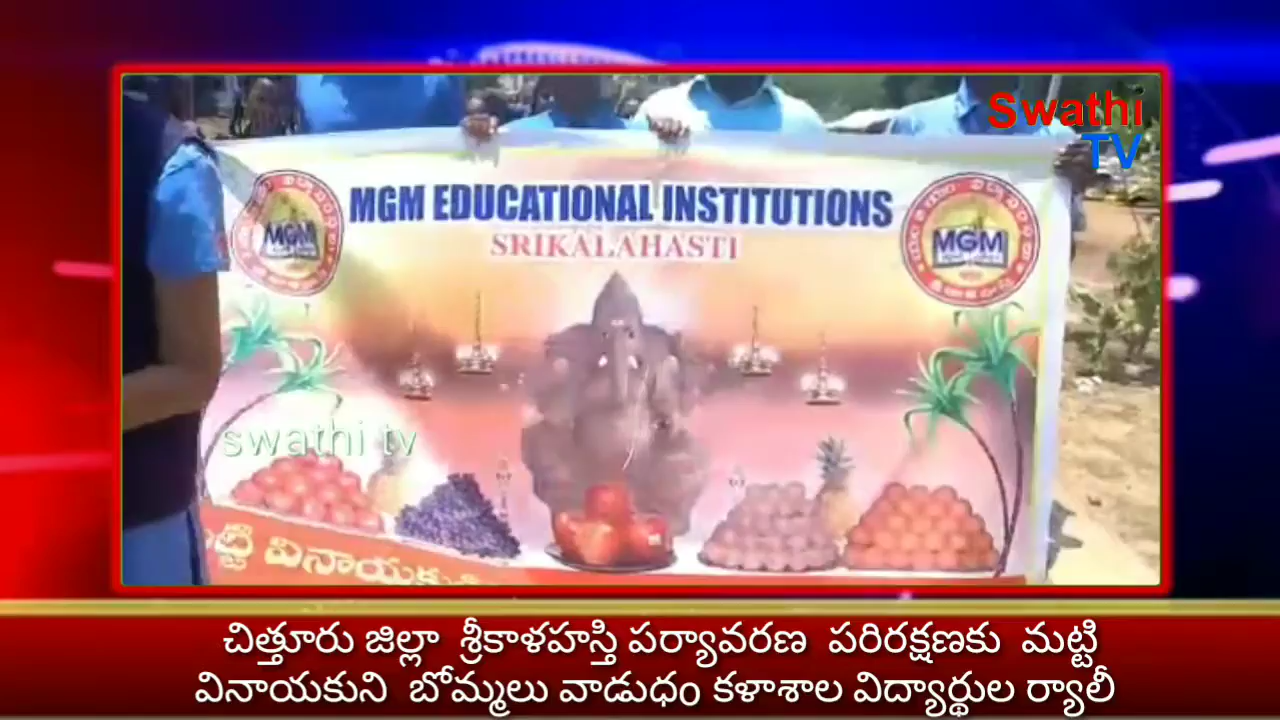 Swathi
TV
MGM EDUCATIONAL INSTITUTIONS
SRIKALAHASTI
MGM
MGM
swathi tv
వినాయకుని
చిత్తూరు జిల్లా శ్రీకాళహస్తి పర్యావరణ పరిరక్షణకు మట్టి
వినాయకుని బోమ్మలు వాడుధం కళాశాల విద్యార్థుల ర్యాలీ